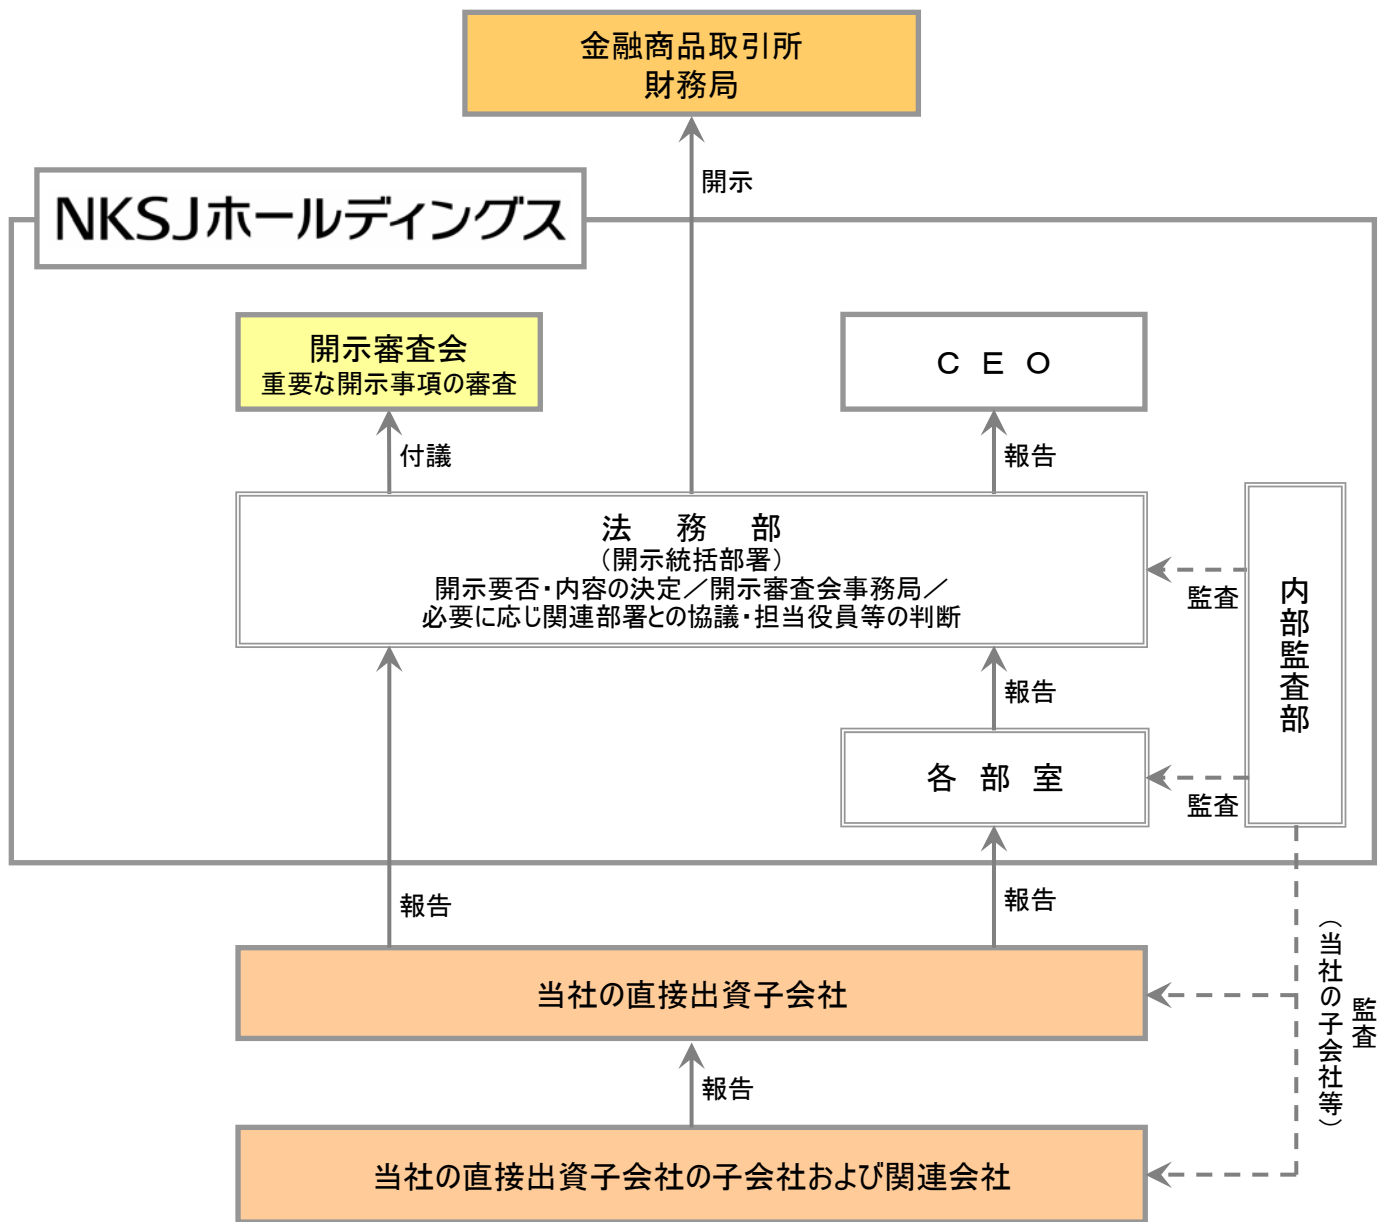 金融商品取引所
財務局
開示
NKSJホールディングス
開示審査会
重要な開示事項の審査
C E O
付議
報告
法 務 部
（開示統括部署）
開示要否・内容の決定／開示審査会事務局／
必要に応じ関連部署との協議・担当役員等の判断
監査
内部監査部
報告
各 部 室
監査
報告
報告
当社の直接出資子会社
監査
（当社の子会社等）
報告
当社の直接出資子会社の子会社および関連会社